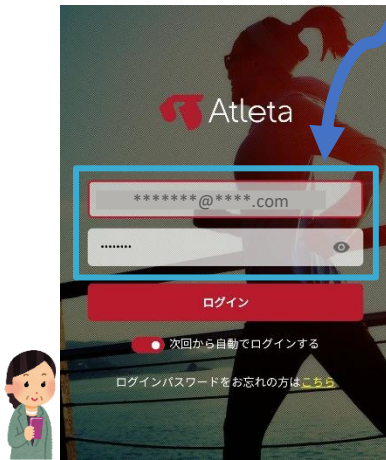 Atleta
*******@****.com
········
ログイン
次回から自動でログインする
ログインパスワードをお忘れの方はこちら